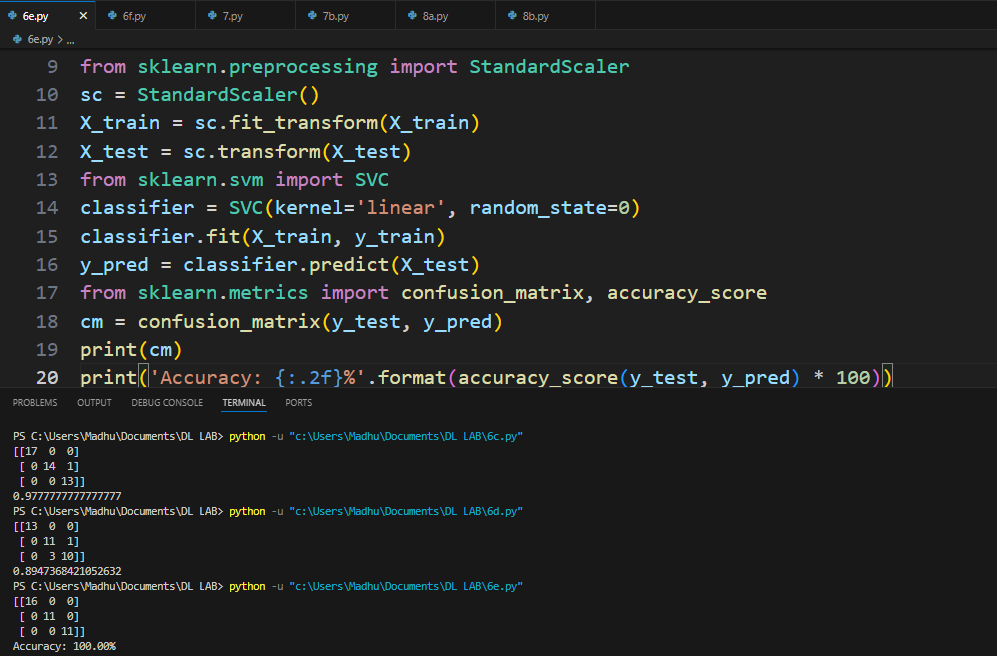 6e.py × 6f.py 7.py 7b.py 8a.py 8b.py
6e.py > ...
9 from sklearn.preprocessing import StandardScaler
10 sc = StandardScaler()
11 X_train = sc.fit_transform(X_train)
12 X_test = sc.transform(X_test)
13 from sklearn.svm import SVC
14 classifier = SVC(kernel='linear', random_state=0)
15 classifier.fit(X_train, y_train)
16 y_pred = classifier.predict(X_test)
17 from sklearn.metrics import confusion_matrix, accuracy_score
18 cm = confusion_matrix(y_test, y_pred)
19 print(cm)
20 print('Accuracy: {:.2f}%'.format(accuracy_score(y_test, y_pred) * 100))
PROBLEMS OUTPUT DEBUG CONSOLE TERMINAL PORTS
PS C:\Users\Madhu\Documents\DL LAB> python -u "c:\Users\Madhu\Documents\DL LAB\6c.py"
[[17  0  0]
 [ 0 14  1]
 [ 0  0 13]]
0.9777777777777777
PS C:\Users\Madhu\Documents\DL LAB> python -u "c:\Users\Madhu\Documents\DL LAB\6d.py"
[[13  0  0]
 [ 0 11  1]
 [ 0  3 10]]
0.8947368421052632
PS C:\Users\Madhu\Documents\DL LAB> python -u "c:\Users\Madhu\Documents\DL LAB\6e.py"
[[16  0  0]
 [ 0 11  0]
 [ 0  0 11]]
Accuracy: 100.00%